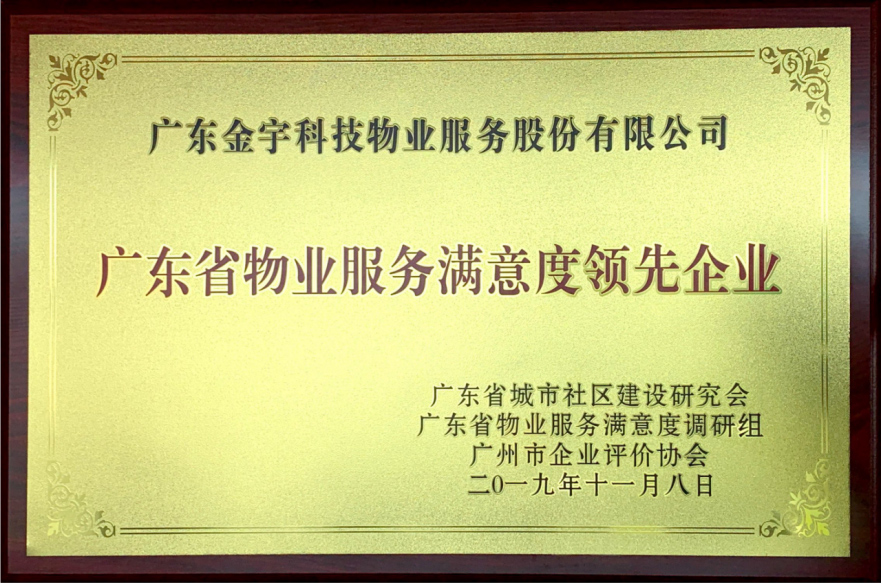 广东金宇科技物业服务股份有限公司
广东省物业服务满意度领先企业
广东省城市社区建设研究会
广东省物业服务满意度调研组
广州市企业评价协会
二0一九年十一月八日